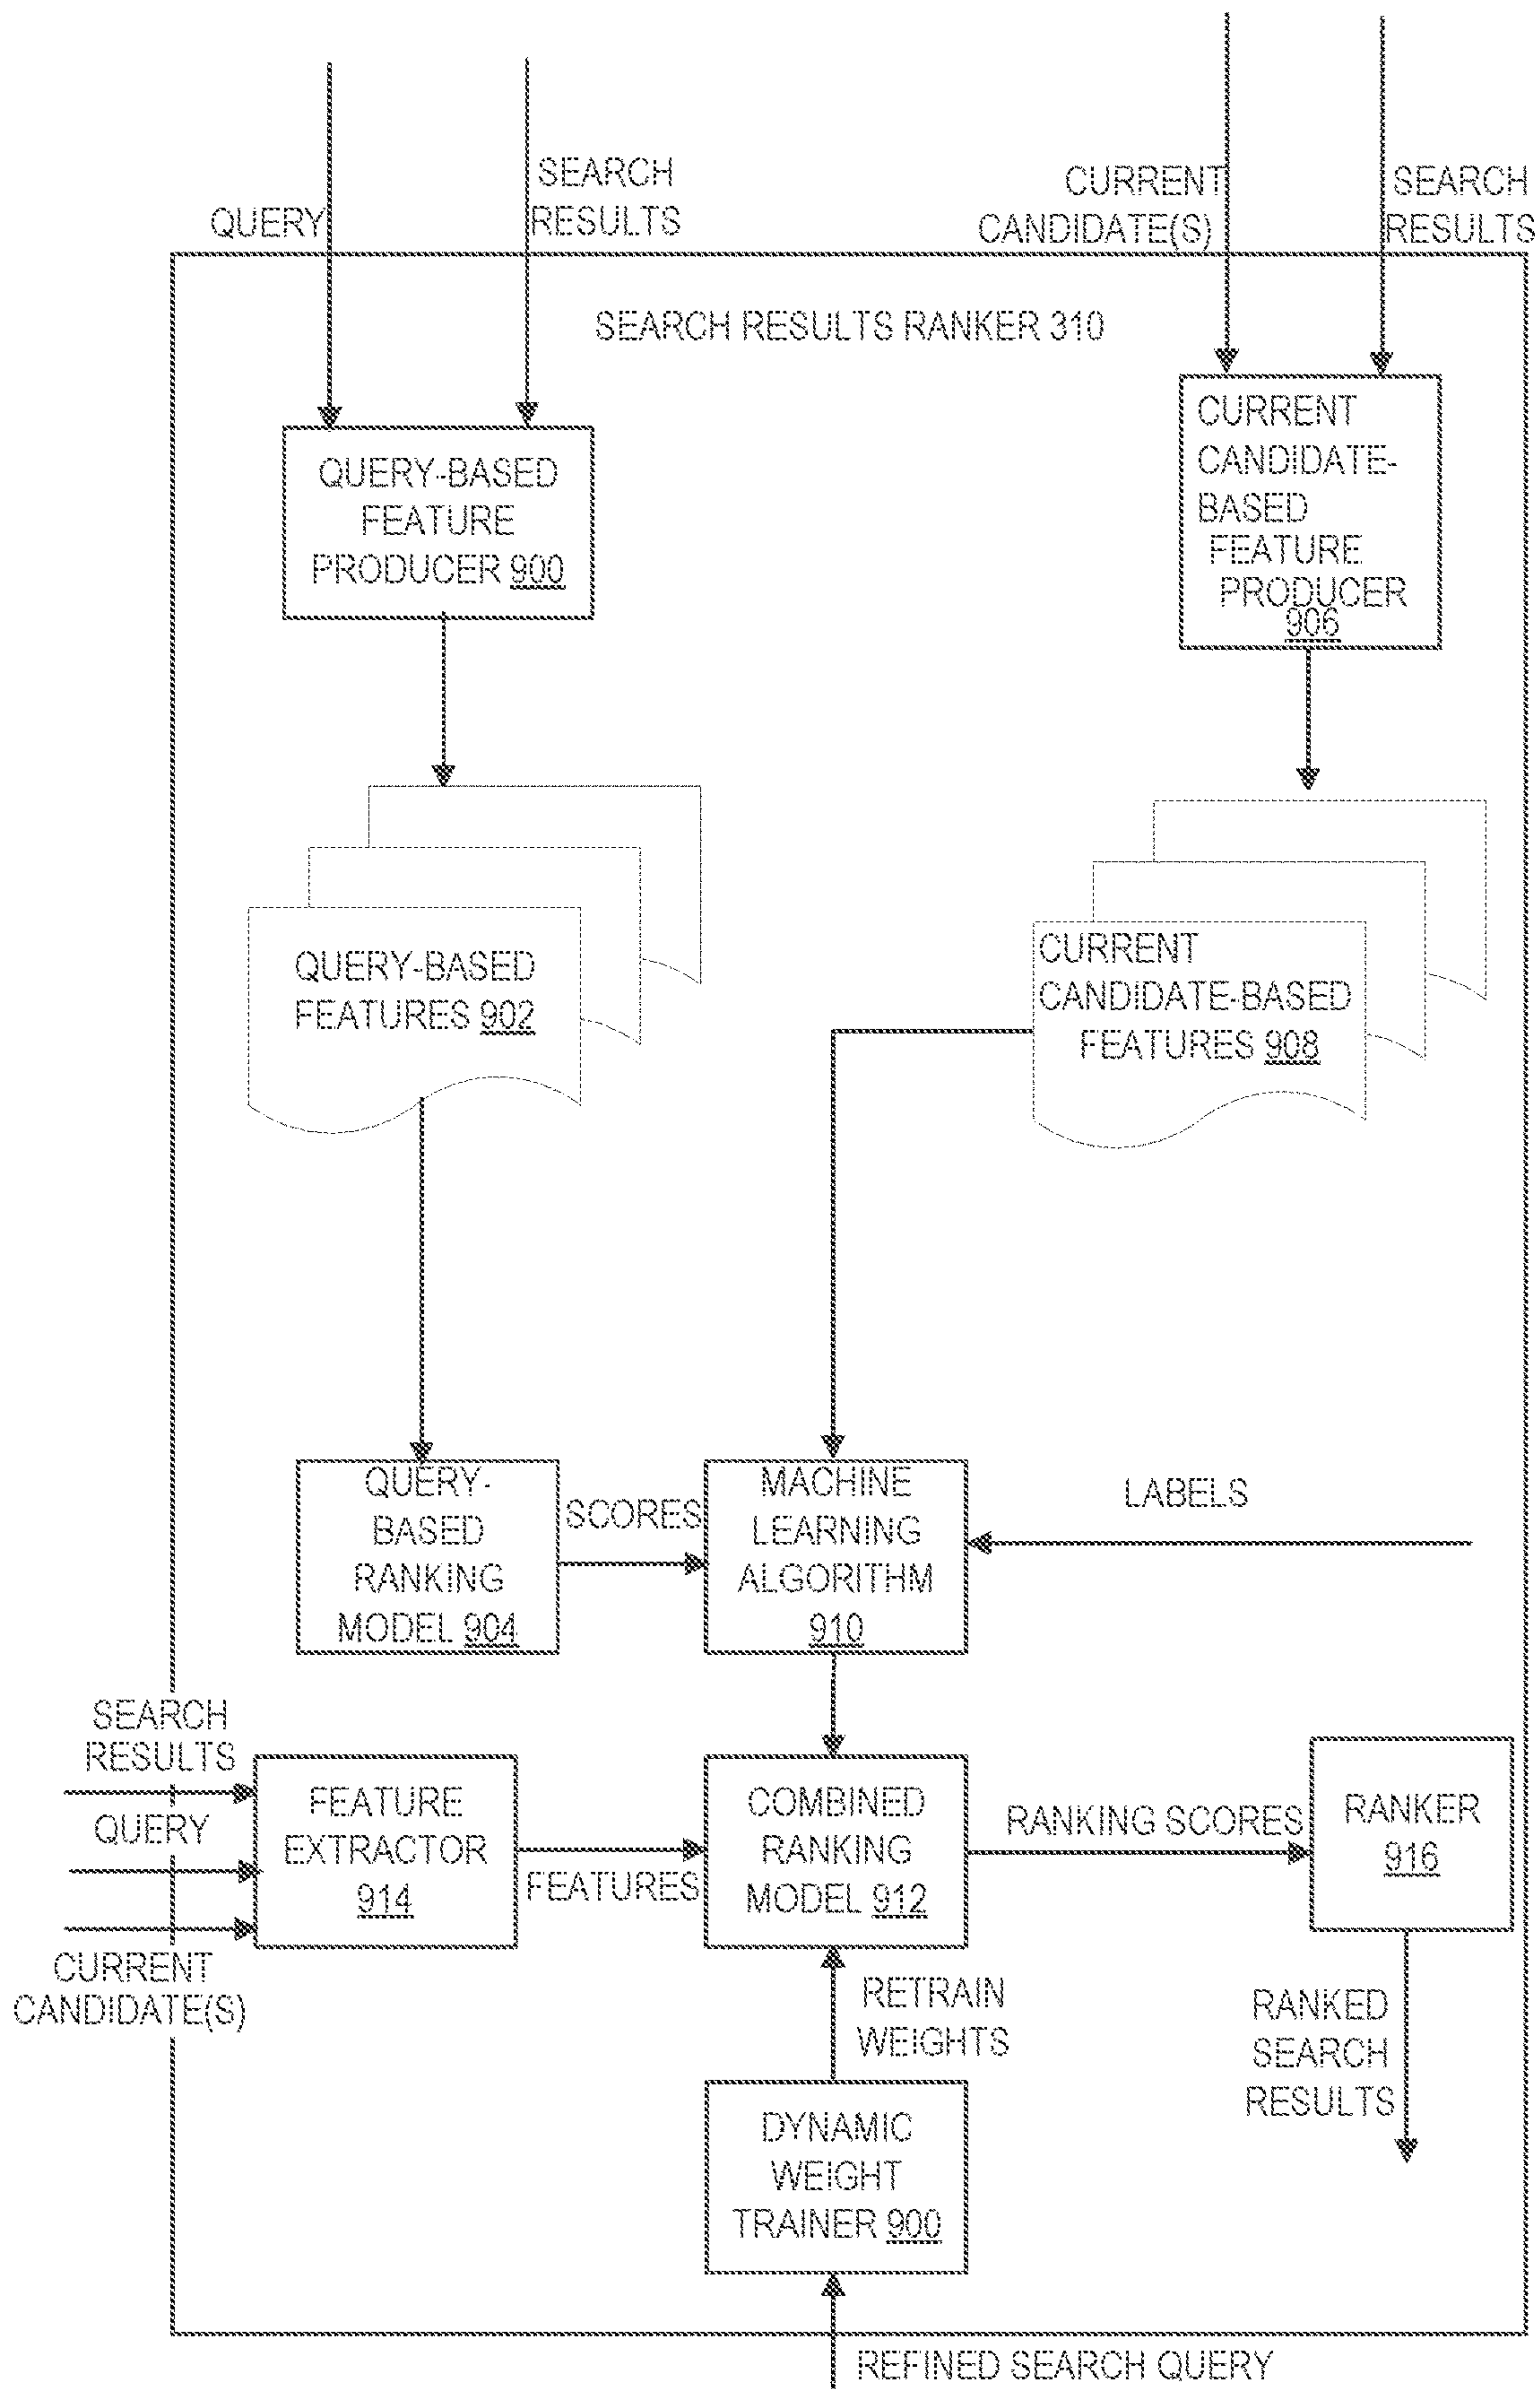 QUERY
SEARCH
RESULTS
CURRENT
CANDIDATE(S)
SEARCH
RESULTS
SEARCH RESULTS RANKER 310
QUERY-BASED
FEATURE
PRODUCER 900
CURRENT
CANDIDATE-
BASED
FEATURE
PRODUCER
906
QUERY-BASED
FEATURES 902
CURRENT
CANDIDATE-BASED
FEATURES 908
QUERY-
BASED
RANKING
MODEL 904
SCORES
MACHINE
LEARNING
ALGORITHM
910
LABELS
SEARCH
RESULTS
QUERY
CURRENT
CANDIDATE(S)
FEATURE
EXTRACTOR
914
FEATURES
COMBINED
RANKING
MODEL 912
RANKING SCORES
RANKER
916
RETRAIN
WEIGHTS
RANKED
SEARCH
RESULTS
DYNAMIC
WEIGHT
TRAINER 900
REFINED SEARCH QUERY